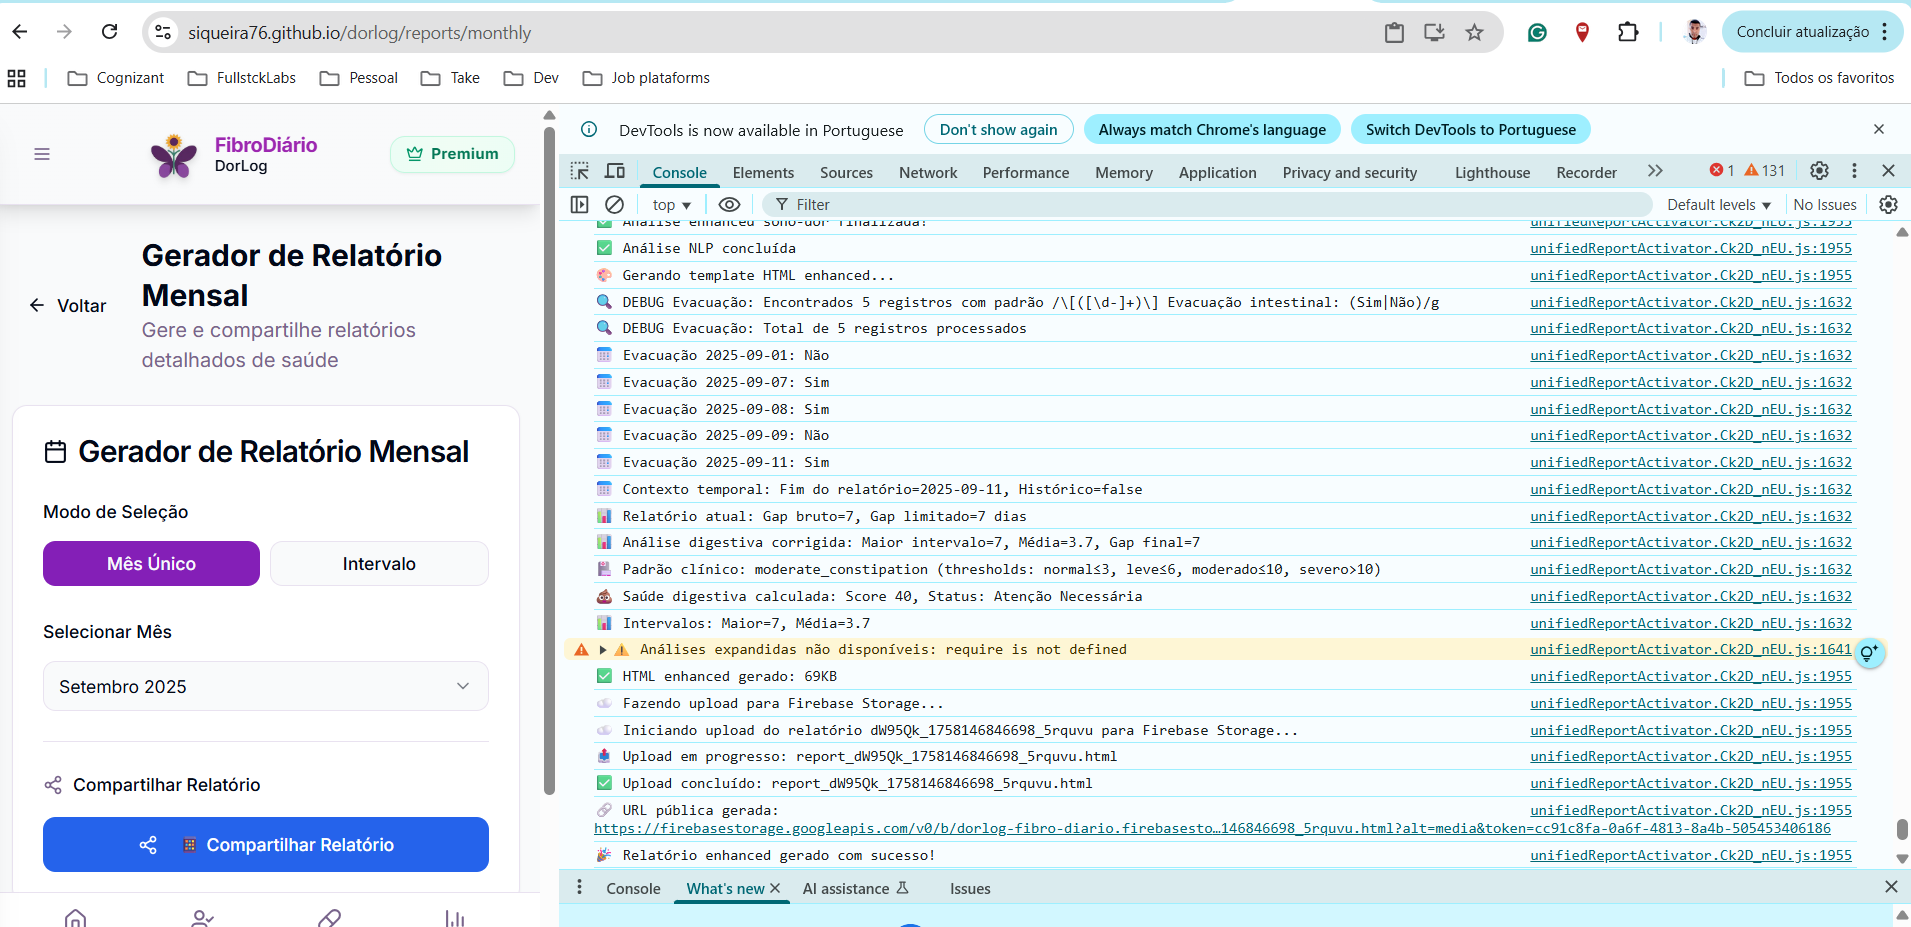 siqueira76.github.io/dorlog/reports/monthly
Concluir atualização
Cognizant
FullstckLabs
Pessoal
Take
Dev
Job plataforms
Todos os favoritos
FibroDiário
DorLog
Premium
Voltar
Gerador de Relatório
Mensal
Gere e compartilhe relatórios
detalhados de saúde
Gerador de Relatório Mensal
Modo de Seleção
Mês Único
Intervalo
Selecionar Mês
Setembro 2025
Compartilhar Relatório
Compartilhar Relatório
DevTools is now available in Portuguese
Don't show again
Always match Chrome's language
Switch DevTools to Portuguese
Console
Elements
Sources
Network
Performance
Memory
Application
Privacy and security
Lighthouse
Recorder
1
131
top
Filter
Default levels
No Issues
Análise enhanced sono-dor finalizada! unifiedReportActivator.Ck2D_nEU.js:1955
Análise NLP concluída unifiedReportActivator.Ck2D_nEU.js:1955
Gerando template HTML enhanced... unifiedReportActivator.Ck2D_nEU.js:1955
DEBUG Evacuação: Encontrados 5 registros com padrão /\[([\d-]+)\] Evacuação intestinal: (Sim|Não)/g unifiedReportActivator.Ck2D_nEU.js:1632
DEBUG Evacuação: Total de 5 registros processados unifiedReportActivator.Ck2D_nEU.js:1632
Evacuação 2025-09-01: Não unifiedReportActivator.Ck2D_nEU.js:1632
Evacuação 2025-09-07: Sim unifiedReportActivator.Ck2D_nEU.js:1632
Evacuação 2025-09-08: Sim unifiedReportActivator.Ck2D_nEU.js:1632
Evacuação 2025-09-09: Não unifiedReportActivator.Ck2D_nEU.js:1632
Evacuação 2025-09-11: Sim unifiedReportActivator.Ck2D_nEU.js:1632
Contexto temporal: Fim do relatório=2025-09-11, Histórico=false unifiedReportActivator.Ck2D_nEU.js:1632
Relatório atual: Gap bruto=7, Gap limitado=7 dias unifiedReportActivator.Ck2D_nEU.js:1632
Análise digestiva corrigida: Maior intervalo=7, Média=3.7, Gap final=7 unifiedReportActivator.Ck2D_nEU.js:1632
Padrão clínico: moderate_constipation (thresholds: normal≤3, leve≤6, moderado≤10, severo>10) unifiedReportActivator.Ck2D_nEU.js:1632
Saúde digestiva calculada: Score 40, Status: Atenção Necessária unifiedReportActivator.Ck2D_nEU.js:1632
Intervalos: Maior=7, Média=3.7 unifiedReportActivator.Ck2D_nEU.js:1632
Análises expandidas não disponíveis: require is not defined unifiedReportActivator.Ck2D_nEU.js:1641
HTML enhanced gerado: 69KB unifiedReportActivator.Ck2D_nEU.js:1955
Fazendo upload para Firebase Storage... unifiedReportActivator.Ck2D_nEU.js:1955
Iniciando upload do relatório dW95Qk_1758146846698_5rquvu para Firebase Storage... unifiedReportActivator.Ck2D_nEU.js:1955
Upload em progresso: report_dW95Qk_1758146846698_5rquvu.html unifiedReportActivator.Ck2D_nEU.js:1955
Upload concluído: report_dW95Qk_1758146846698_5rquvu.html unifiedReportActivator.Ck2D_nEU.js:1955
URL pública gerada: unifiedReportActivator.Ck2D_nEU.js:1955
https://firebasestorage.googleapis.com/v0/b/dorlog-fibro-diario.firebasesto…146846698_5rquvu.html?alt=media&token=cc91c8fa-0a6f-4813-8a4b-505453406186
Relatório enhanced gerado com sucesso! unifiedReportActivator.Ck2D_nEU.js:1955
Console
What's new
AI assistance
Issues